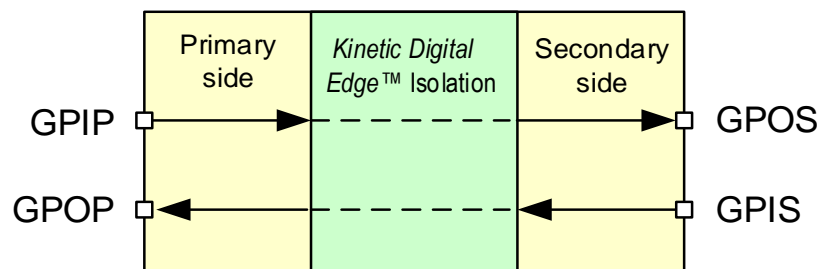 Primary
side
Kinetic Digital
Edge™ Isolation
Secondary
side
GPIP
GPOS
GPOP
GPIS